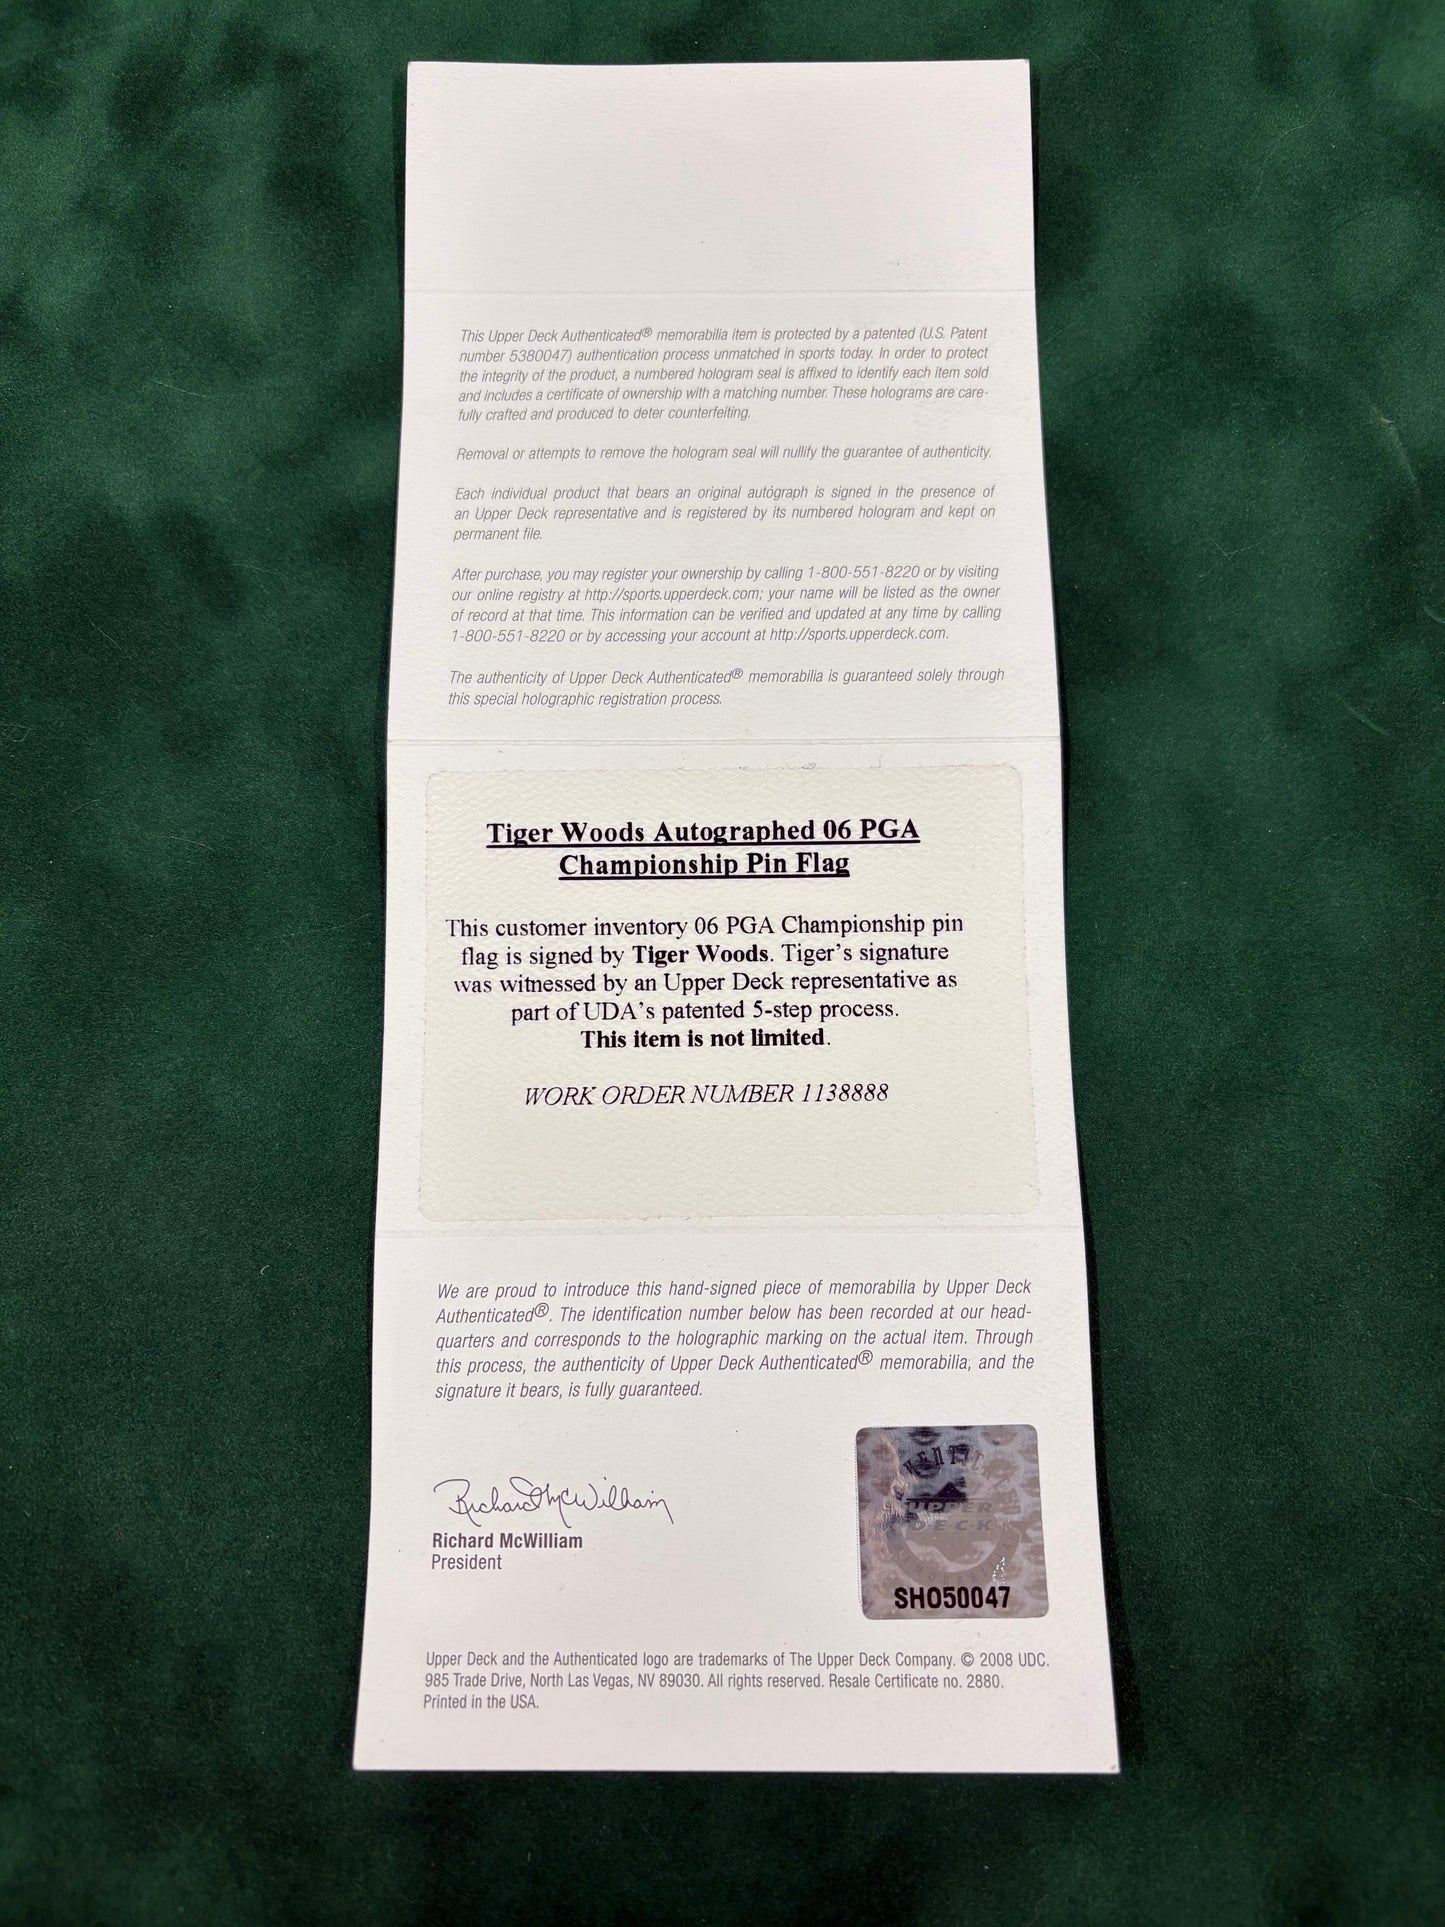 This Upper Deck Authenticated® memorabilia item is protected by a patented (U.S. Patent
number 5380047) authentication process unmatched in sports today. In order to protect
the integrity of the product, a numbered hologram seal is affixed to identify each item sold
and includes a certificate of ownership with a matching number. These holograms are care-
fully crafted and produced to deter counterfeiting.
Removal or attempts to remove the hologram seal will nullify the guarantee of authenticity.
Each individual product that bears an original autograph is signed in the presence of
an Upper Deck representative and is registered by its numbered hologram and kept on
permanent file.
After purchase, you may register your ownership by calling 1-800-551-8220 or by visiting
our online registry at http://sports.upperdeck.com; your name will be listed as the owner
of record at that time. This information can be verified and updated at any time by calling
1-800-551-8220 or by accessing your account at http://sports.upperdeck.com.
The authenticity of Upper Deck Authenticated® memorabilia is guaranteed solely through
this special holographic registration process.
Tiger Woods Autographed 06 PGA
Championship Pin Flag
This customer inventory 06 PGA Championship pin
flag is signed by Tiger Woods. Tiger's signature
was witnessed by an Upper Deck representative as
part of UDA's patented 5-step process.
This item is not limited.
WORK ORDER NUMBER 1138888
We are proud to introduce this hand-signed piece of memorabilia by Upper Deck
Authenticated®. The identification number below has been recorded at our head-
quarters and corresponds to the holographic marking on the actual item. Through
this process, the authenticity of Upper Deck Authenticated® memorabilia, and the
signature it bears, is fully guaranteed.
Richard McWilliam
Richard McWilliam
President
UPPER
DECK
SHO50047
Upper Deck and the Authenticated logo are trademarks of The Upper Deck Company. © 2008 UDC.
985 Trade Drive, North Las Vegas, NV 89030. All rights reserved. Resale Certificate no. 2880.
Printed in the USA.